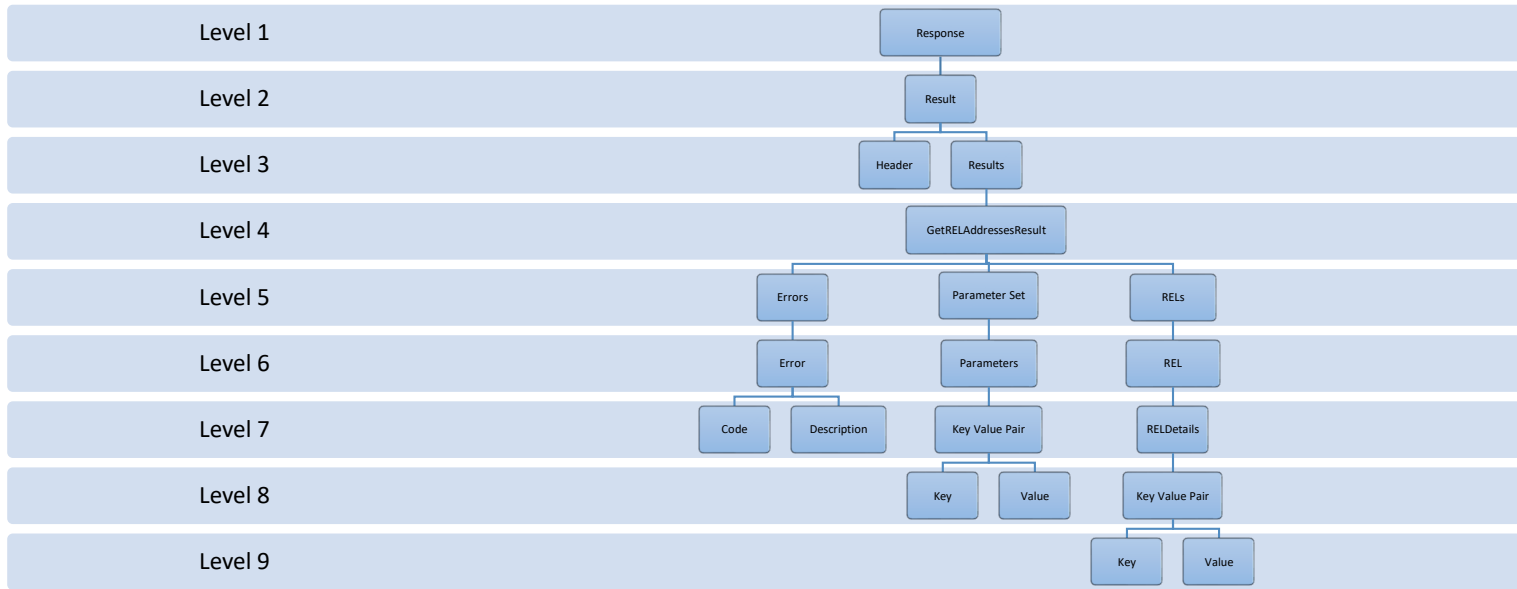 Level 1
Response
Level 2
Result
Level 3
Header
Results
Level 4
GetRELAddressesResult
Level 5
Errors
Parameter Set
RELs
Level 6
Error
Parameters
REL
Level 7
Code
Description
Key Value Pair
RELDetails
Level 8
Key
Value
Key Value Pair
Level 9
Key
Value